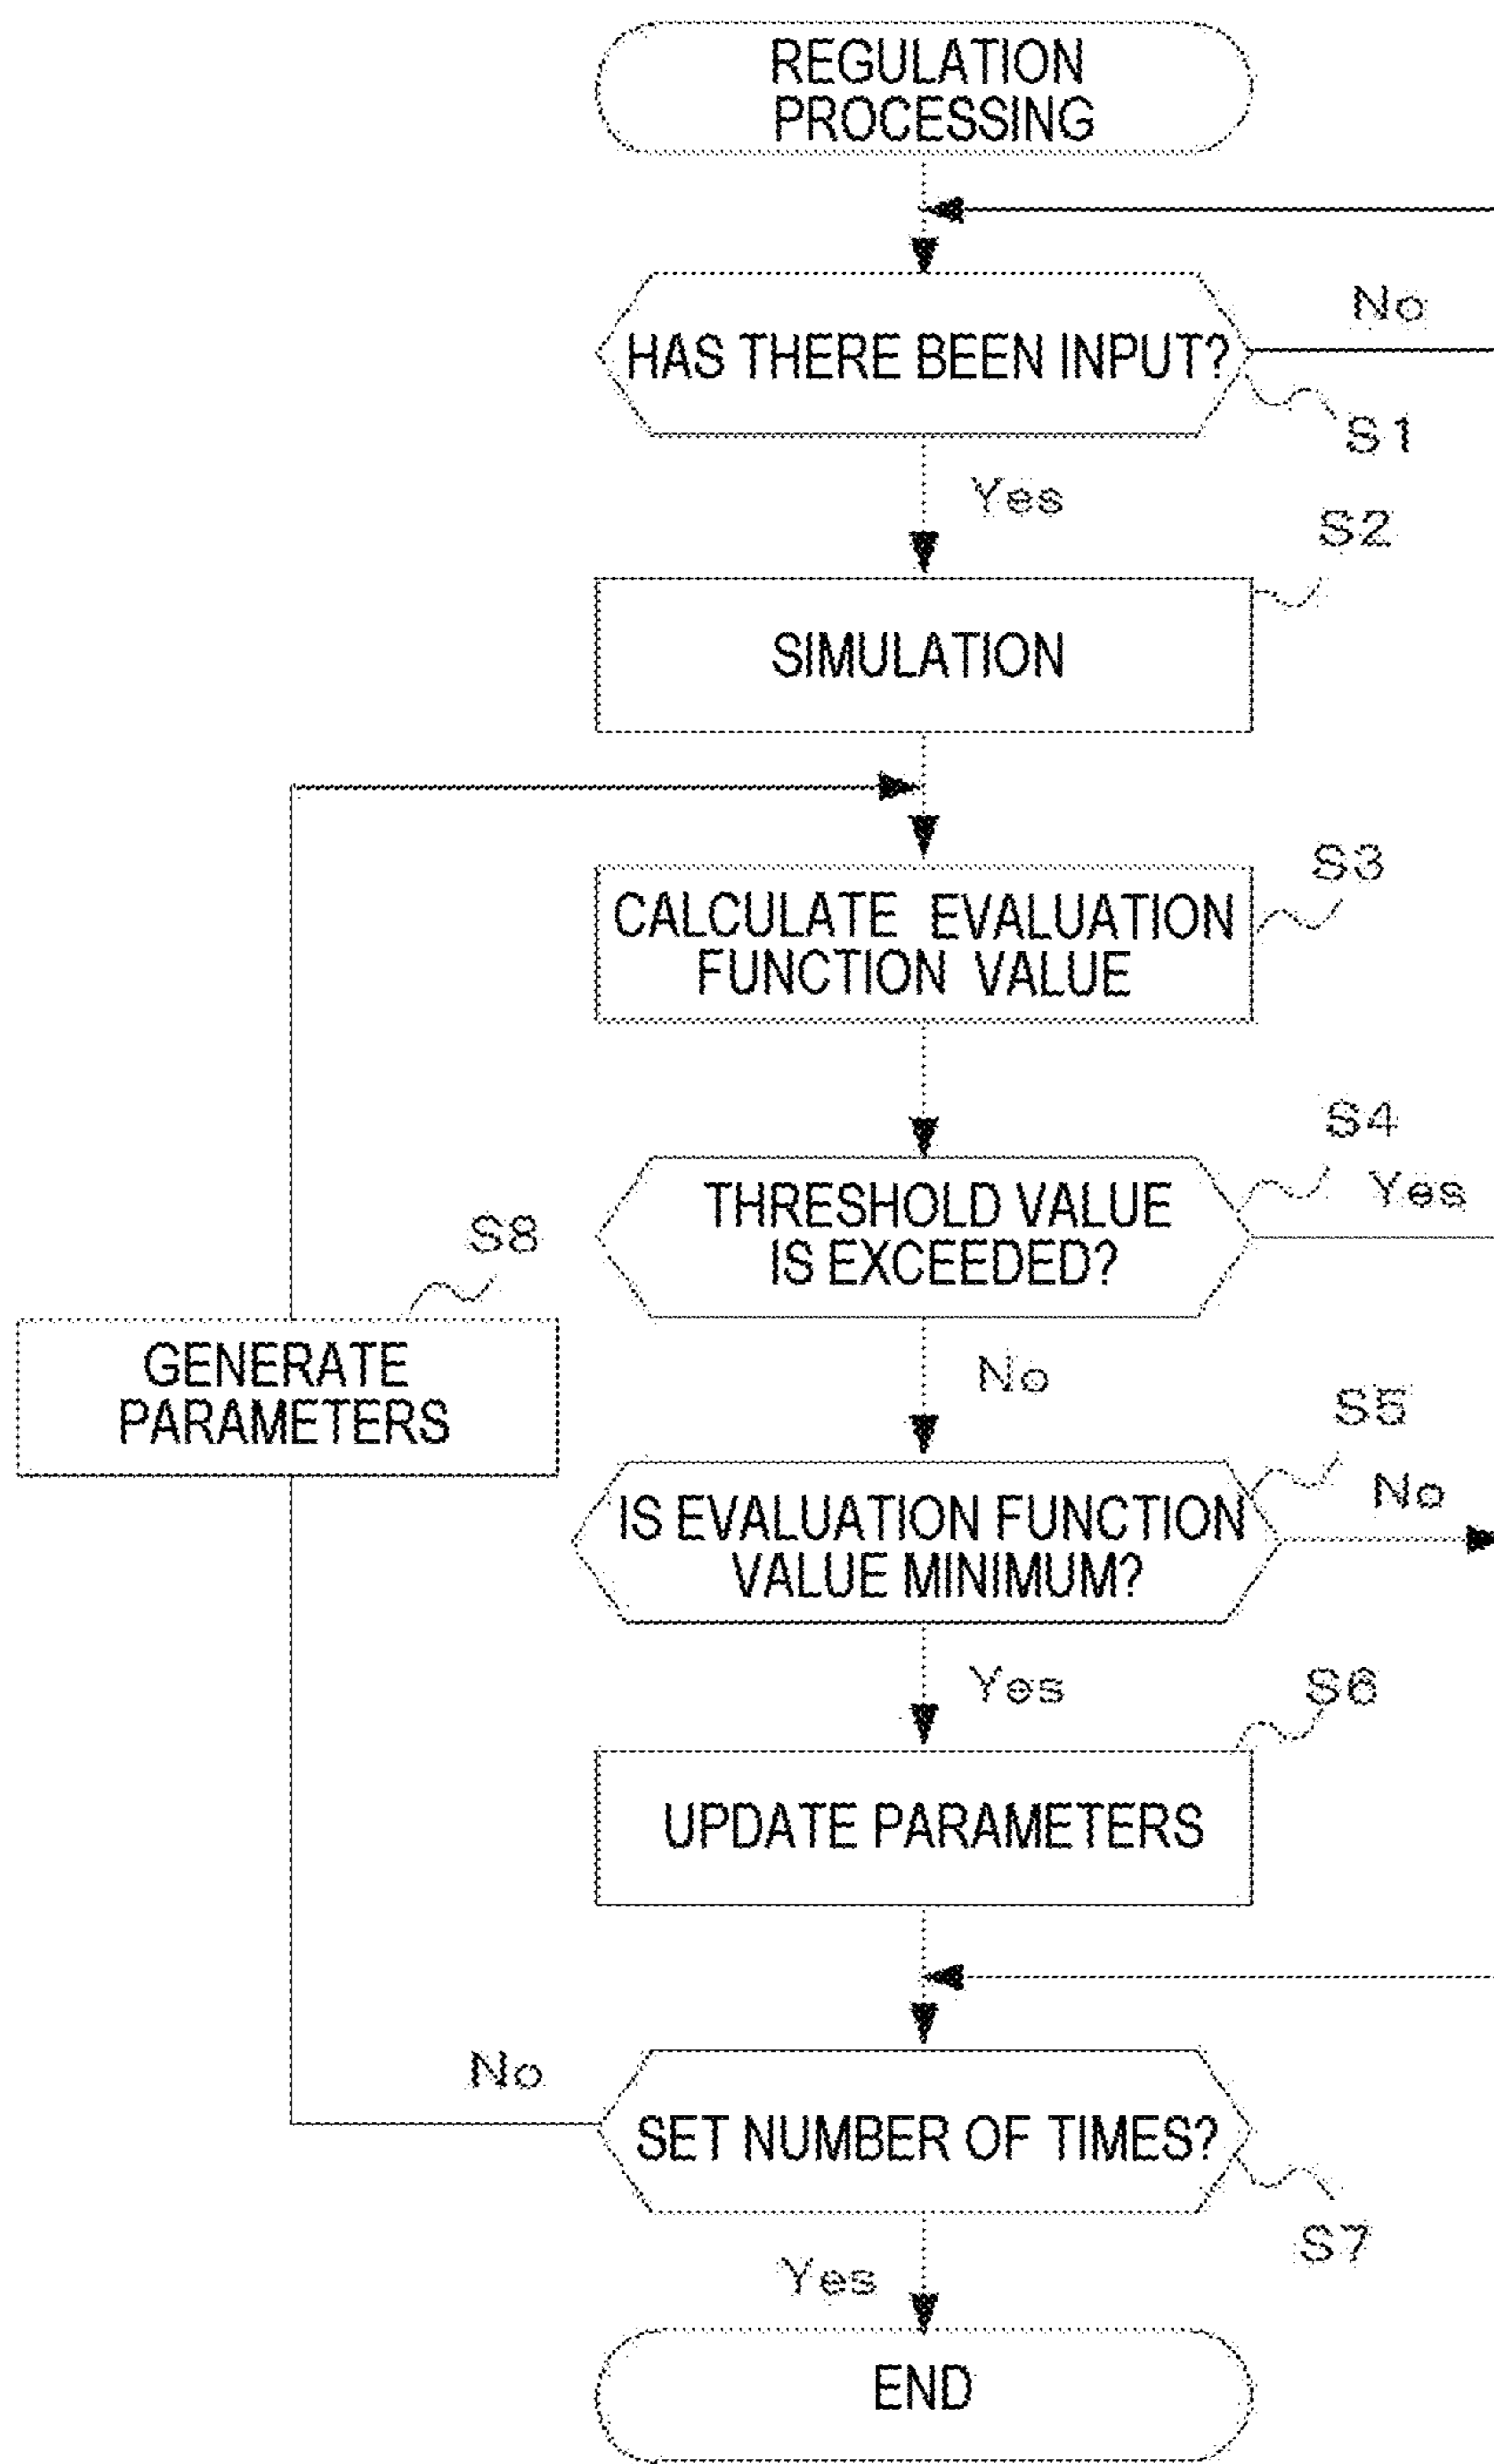 REGULATION
PROCESSING
No
HAS THERE BEEN INPUT?
S1
Yes
S2
SIMULATION
S3
CALCULATE EVALUATION
FUNCTION VALUE
S4
Yes
THRESHOLD VALUE
IS EXCEEDED?
S8
GENERATE
PARAMETERS
No
S5
No
IS EVALUATION FUNCTION
VALUE MINIMUM?
Yes
S6
UPDATE PARAMETERS
No
SET NUMBER OF TIMES?
S7
Yes
END